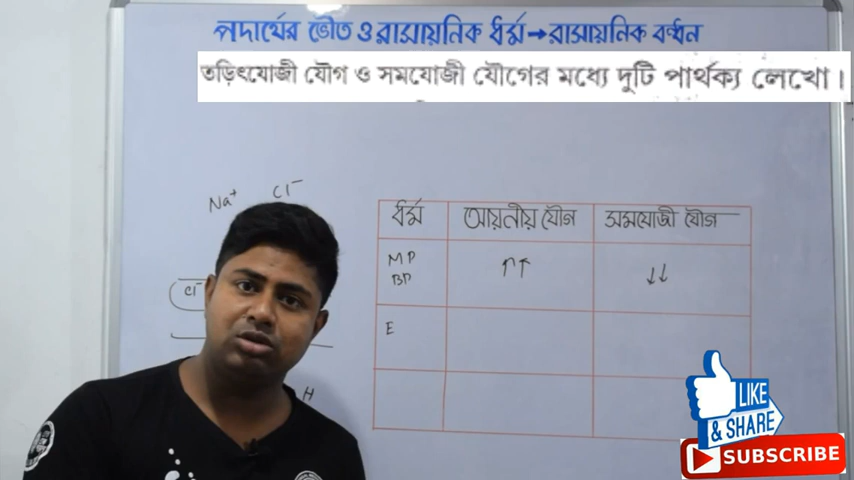 পদার্থের ভৌত ও রাসায়নিক ধর্ম→রাসায়নিক বন্ধন
তড়িৎযোজী যৌগ ও সমযোজী যৌগের মধ্যে দুটি পার্থক্য লেখো।
Na⁺ Cl⁻
ধর্ম আয়নীয় যৌগ সমযোজী যৌগ
MP ↑↑ ↓↓
BP
Cl⁻
E
H
LIKE
& SHARE
SUBSCRIBE